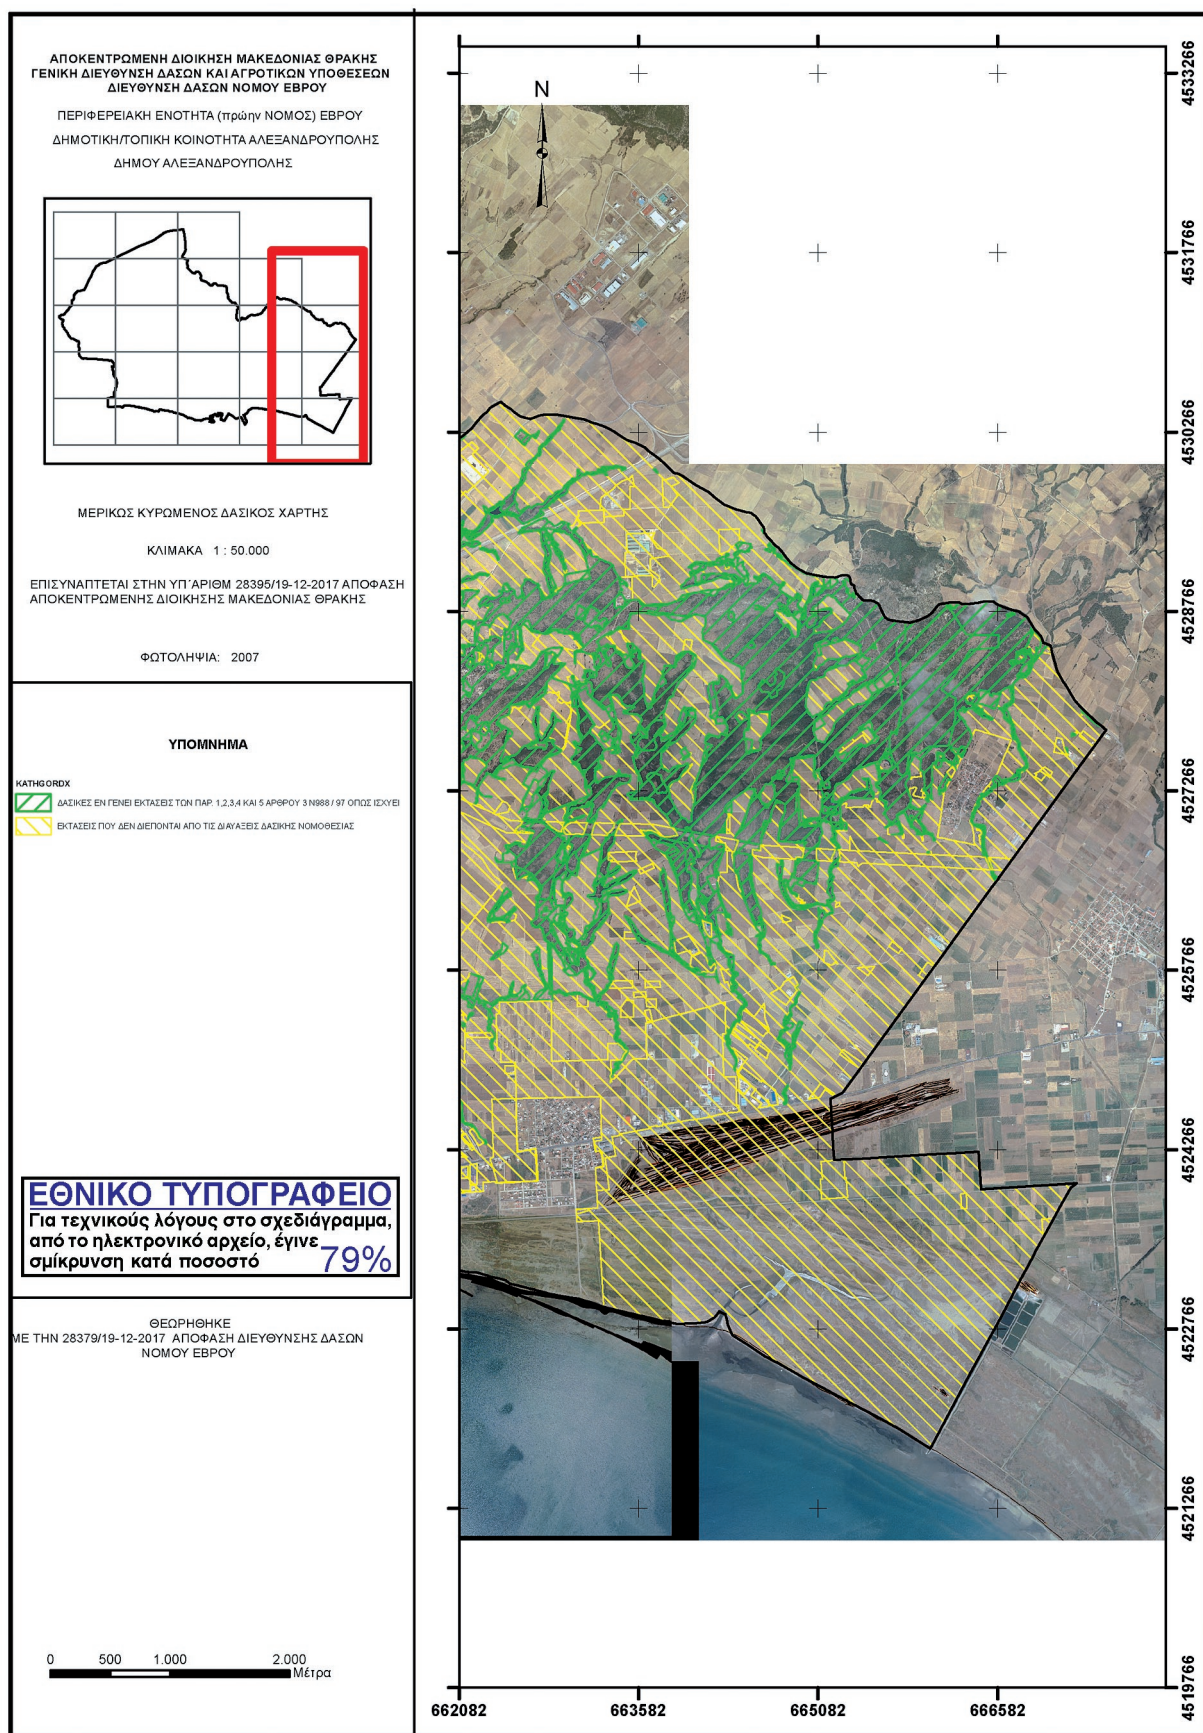 ΑΠΟΚΕΝΤΡΩΜΕΝΗ ΔΙΟΙΚΗΣΗ ΜΑΚΕΔΟΝΙΑΣ ΘΡΑΚΗΣ
ΓΕΝΙΚΗ ΔΙΕΥΘΥΝΣΗ ΔΑΣΩΝ ΚΑΙ ΑΓΡΟΤΙΚΩΝ ΥΠΟΘΕΣΕΩΝ
ΔΙΕΥΘΥΝΣΗ ΔΑΣΩΝ ΝΟΜΟΥ ΕΒΡΟΥ
ΠΕΡΙΦΕΡΕΙΑΚΗ ΕΝΟΤΗΤΑ (πρώην ΝΟΜΟΣ) ΕΒΡΟΥ
ΔΗΜΟΤΙΚΗ/ΤΟΠΙΚΗ ΚΟΙΝΟΤΗΤΑ ΑΛΕΞΑΝΔΡΟΥΠΟΛΗΣ
ΔΗΜΟΥ ΑΛΕΞΑΝΔΡΟΥΠΟΛΗΣ
ΜΕΡΙΚΩΣ ΚΥΡΩΜΕΝΟΣ ΔΑΣΙΚΟΣ ΧΑΡΤΗΣ
ΚΛΙΜΑΚΑ 1 : 50.000
ΕΠΙΣΥΝΑΠΤΕΤΑΙ ΣΤΗΝ ΥΠ΄ΑΡΙΘΜ 28395/19-12-2017 ΑΠΟΦΑΣΗ
ΑΠΟΚΕΝΤΡΩΜΕΝΗΣ ΔΙΟΙΚΗΣΗΣ ΜΑΚΕΔΟΝΙΑΣ ΘΡΑΚΗΣ
ΦΩΤΟΛΗΨΙΑ: 2007
ΥΠΟΜΝΗΜΑ
KATHGORDX
ΔΑΣΙΚΕΣ ΕΝ ΓΕΝΕΙ ΕΚΤΑΣΕΙΣ ΤΩΝ ΠΑΡ. 1,2,3,4 ΚΑΙ 5 ΑΡΘΡΟΥ 3 Ν988 / 97 ΟΠΩΣ ΙΣΧΥΕΙ
ΕΚΤΑΣΕΙΣ ΠΟΥ ΔΕΝ ΔΙΕΠΟΝΤΑΙ ΑΠΟ ΤΙΣ ΔΙΑΥΑΞΕΙΣ ΔΑΣΙΚΗΣ ΝΟΜΟΘΕΣΙΑΣ
ΕΘΝΙΚΟ ΤΥΠΟΓΡΑΦΕΙΟ
Για τεχνικούς λόγους στο σχεδιάγραμμα,
από το ηλεκτρονικό αρχείο, έγινε
σμίκρυνση κατά ποσοστό 79%
ΘΕΩΡΗΘΗΚΕ
ΜΕ ΤΗΝ 28379/19-12-2017 ΑΠΟΦΑΣΗ ΔΙΕΥΘΥΝΣΗΣ ΔΑΣΩΝ
ΝΟΜΟΥ ΕΒΡΟΥ
0 500 1.000 2.000
Μέτρα
N
4533266
4531766
4530266
4528766
4527266
4525766
4524266
4522766
4521266
4519766
662082 663582 665082 666582